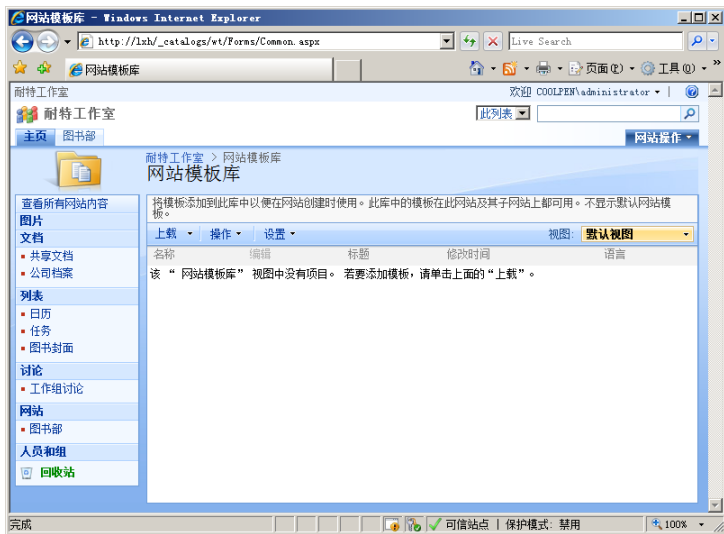 网站模板库 - Windows Internet Explorer
http://lxh/_catalogs/wt/Forms/Common.aspx
Live Search
网站模板库
页面(P)
工具(O)
耐特工作室
欢迎 COOLPEN\administrator
耐特工作室
此列表
主页
图书部
网站操作
耐特工作室 > 网站模板库
网站模板库
查看所有网站内容
图片
文档
共享文档
公司档案
列表
日历
任务
图书封面
讨论
工作组讨论
网站
图书部
人员和组
回收站
将模板添加到此库中以便在网站创建时使用。此库中的模板在此网站及其子网站上都可用。不显示默认网站模
板。
上载
操作
设置
视图:
默认视图
名称
编辑
标题
修改时间
语言
该 “ 网站模板库” 视图中没有项目。 若要添加模板，请单击上面的“上载”。
完成
可信站点 | 保护模式: 禁用
100%